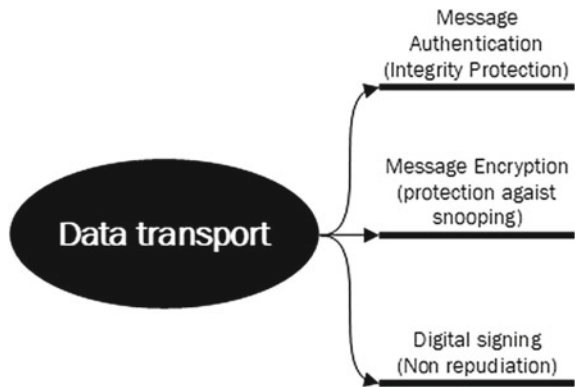 Message
Authentication
(Integrity Protection)
Data transport
Message Encryption
(protection agaist
snooping)
Digital signing
(Non repudiation)